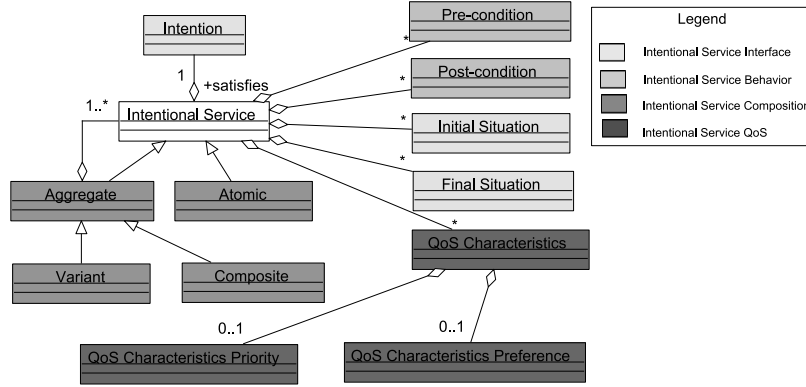 Intention
Pre-condition
Legend
Intentional Service Interface
Intentional Service Behavior
Intentional Service Composition
Intentional Service QoS
*
1
+satisfies
Post-condition
*
1..*
Intentional Service
Initial Situation
*
*
Final Situation
Aggregate
Atomic
*
QoS Characteristics
Variant
Composite
0..1
0..1
QoS Characteristics Priority
QoS Characteristics Preference